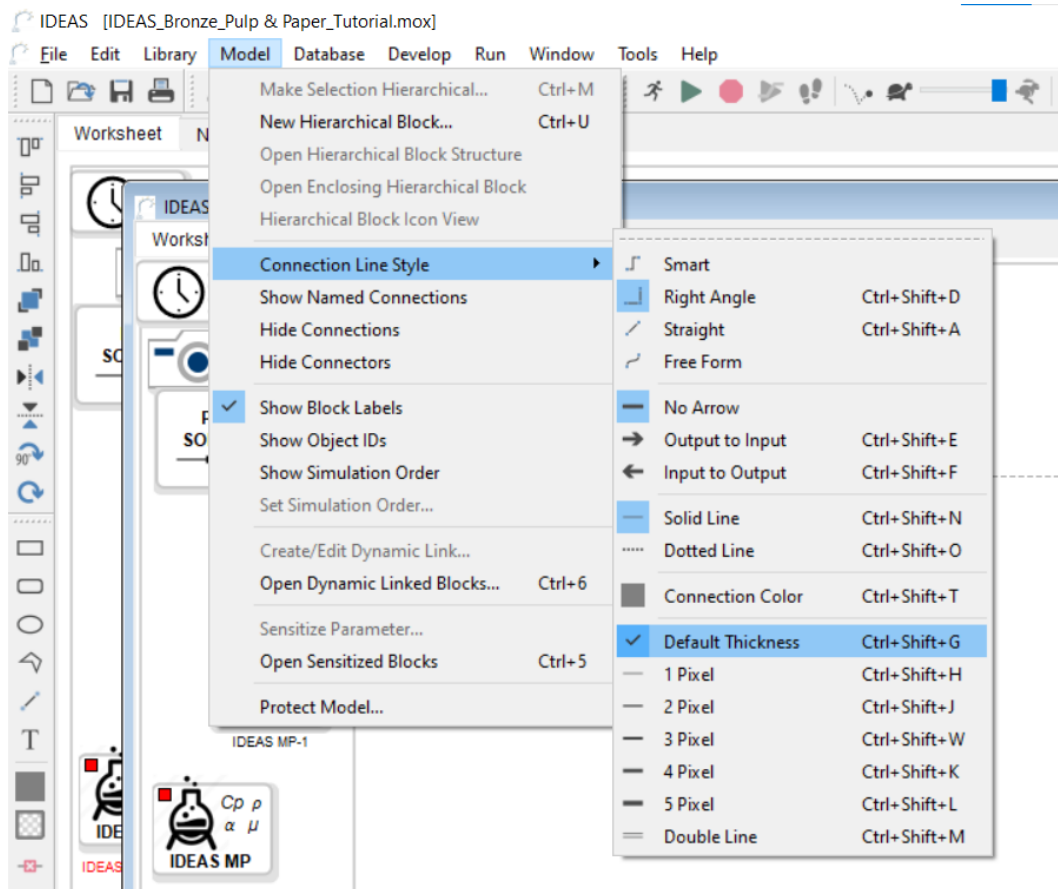 IDEAS [IDEAS_Bronze_Pulp & Paper_Tutorial.mox]
File Edit Library Model Database Develop Run Window Tools Help
Worksheet N
Make Selection Hierarchical... Ctrl+M
New Hierarchical Block... Ctrl+U
Open Hierarchical Block Structure
Open Enclosing Hierarchical Block
Hierarchical Block Icon View
Connection Line Style
Show Named Connections
Hide Connections
Hide Connectors
Show Block Labels
Show Object IDs
Show Simulation Order
Set Simulation Order...
Create/Edit Dynamic Link...
Open Dynamic Linked Blocks... Ctrl+6
Sensitize Parameter...
Open Sensitized Blocks Ctrl+5
Protect Model...
Smart
Right Angle Ctrl+Shift+D
Straight Ctrl+Shift+A
Free Form
No Arrow
Output to Input Ctrl+Shift+E
Input to Output Ctrl+Shift+F
Solid Line Ctrl+Shift+N
Dotted Line Ctrl+Shift+O
Connection Color Ctrl+Shift+T
Default Thickness Ctrl+Shift+G
1 Pixel Ctrl+Shift+H
2 Pixel Ctrl+Shift+J
3 Pixel Ctrl+Shift+W
4 Pixel Ctrl+Shift+K
5 Pixel Ctrl+Shift+L
Double Line Ctrl+Shift+M
IDEAS
Worksh
SO
SO
90°
T
IDEAS MP-1
Cp ρ
α μ
IDE
IDEAS MP
IDEAS